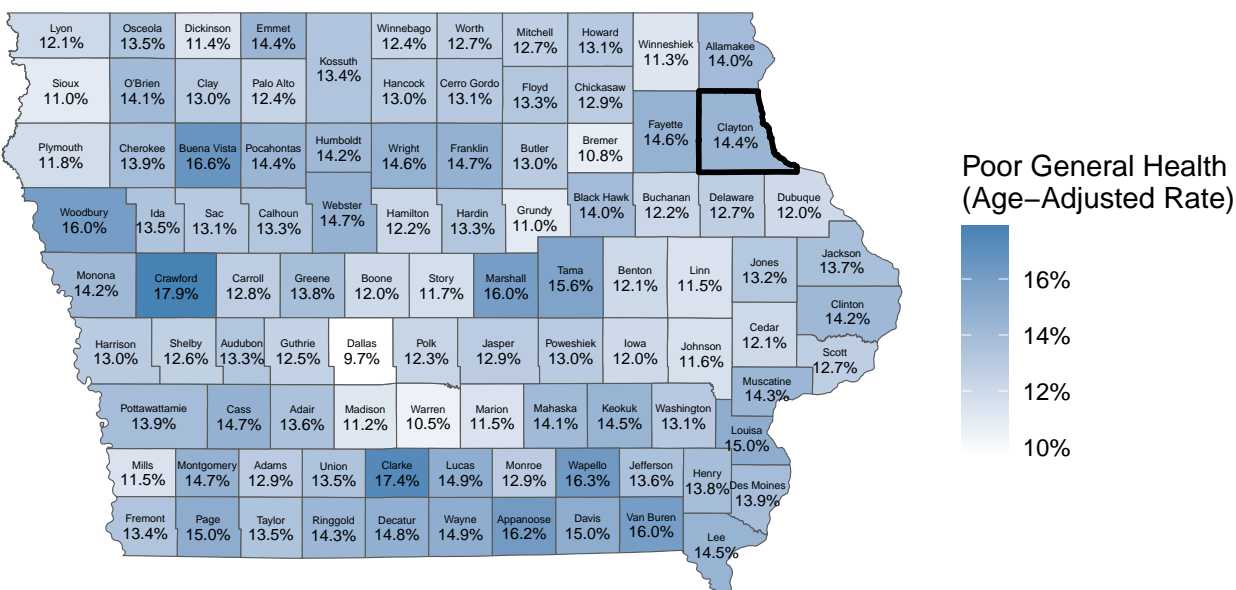 Lyon
12.1%
Osceola
13.5%
Dickinson
11.4%
Emmet
14.4%
Kossuth
13.4%
Winnebago
12.4%
Worth
12.7%
Mitchell
12.7%
Howard
13.1%
Winneshiek
11.3%
Allamakee
14.0%
Sioux
11.0%
O'Brien
14.1%
Clay
13.0%
Palo Alto
12.4%
Hancock
13.0%
Cerro Gordo
13.1%
Floyd
13.3%
Chickasaw
12.9%
Fayette
14.6%
Clayton
14.4%
Plymouth
11.8%
Cherokee
13.9%
Buena Vista
16.6%
Pocahontas
14.4%
Humboldt
14.2%
Wright
14.6%
Franklin
14.7%
Butler
13.0%
Bremer
10.8%
Woodbury
16.0%
Ida
13.5%
Sac
13.1%
Calhoun
13.3%
Webster
14.7%
Hamilton
12.2%
Hardin
13.3%
Grundy
11.0%
Black Hawk
14.0%
Buchanan
12.2%
Delaware
12.7%
Dubuque
12.0%
Monona
14.2%
Crawford
17.9%
Carroll
12.8%
Greene
13.8%
Boone
12.0%
Story
11.7%
Marshall
16.0%
Tama
15.6%
Benton
12.1%
Linn
11.5%
Jones
13.2%
Jackson
13.7%
Clinton
14.2%
Harrison
13.0%
Shelby
12.6%
Audubon
13.3%
Guthrie
12.5%
Dallas
9.7%
Polk
12.3%
Jasper
12.9%
Poweshiek
13.0%
Iowa
12.0%
Johnson
11.6%
Cedar
12.1%
Scott
12.7%
Muscatine
14.3%
Pottawattamie
13.9%
Cass
14.7%
Adair
13.6%
Madison
11.2%
Warren
10.5%
Marion
11.5%
Mahaska
14.1%
Keokuk
14.5%
Washington
13.1%
Louisa
15.0%
Mills
11.5%
Montgomery
14.7%
Adams
12.9%
Union
13.5%
Clarke
17.4%
Lucas
14.9%
Monroe
12.9%
Wapello
16.3%
Jefferson
13.6%
Henry
13.8%
Des Moines
13.9%
Fremont
13.4%
Page
15.0%
Taylor
13.5%
Ringgold
14.3%
Decatur
14.8%
Wayne
14.9%
Appanoose
16.2%
Davis
15.0%
Van Buren
16.0%
Lee
14.5%
Poor General Health
(Age−Adjusted Rate)
16%
14%
12%
10%